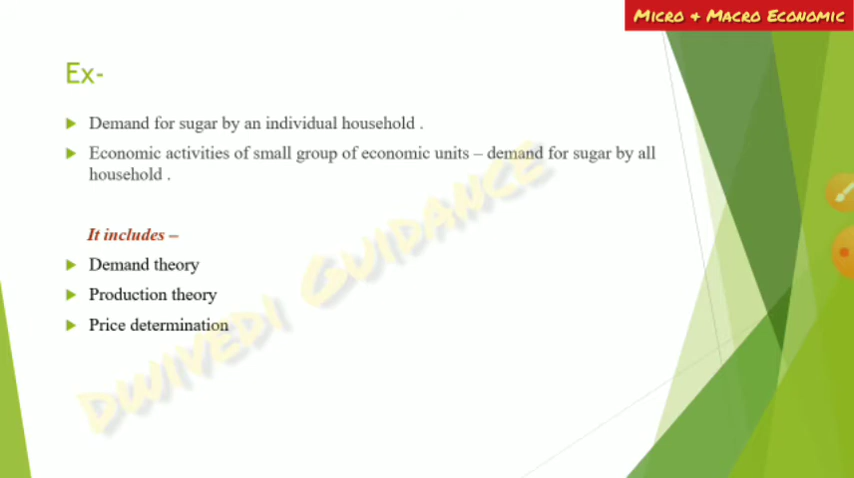 Micro & Macro Economic
Ex-
Demand for sugar by an individual household .
Economic activities of small group of economic units – demand for sugar by all
household .
It includes –
Demand theory
Production theory
Price determination
Dwivedi Guidance